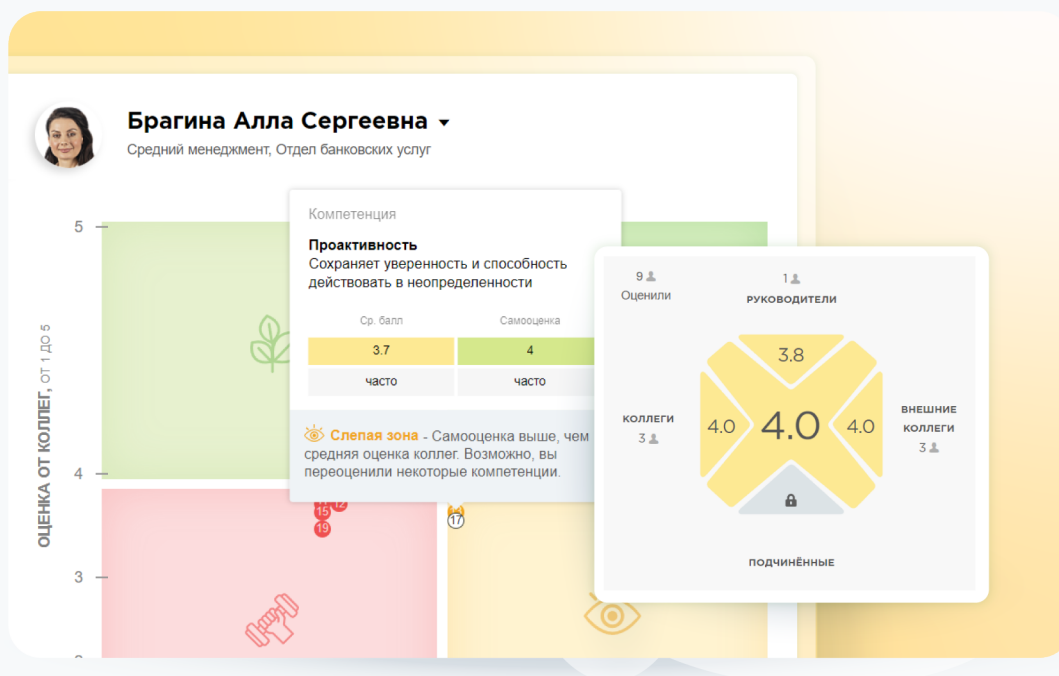 Брагина Алла Сергеевна
Средний менеджмент, Отдел банковских услуг
ОЦЕНКА ОТ КОЛЛЕГ, ОТ 1 ДО 5
5
4
3
Компетенция
Проактивность
Сохраняет уверенность и способность
действовать в неопределенности
Ср. балл Самооценка
3.7 4
часто часто
Слепая зона - Самооценка выше, чем
средняя оценка коллег. Возможно, вы
переоценили некоторые компетенции.
12
15
19
17
9
Оценили
1
РУКОВОДИТЕЛИ
3.8
КОЛЛЕГИ
3
4.0 4.0 4.0
ВНЕШНИЕ
КОЛЛЕГИ
3
ПОДЧИНЁННЫЕ